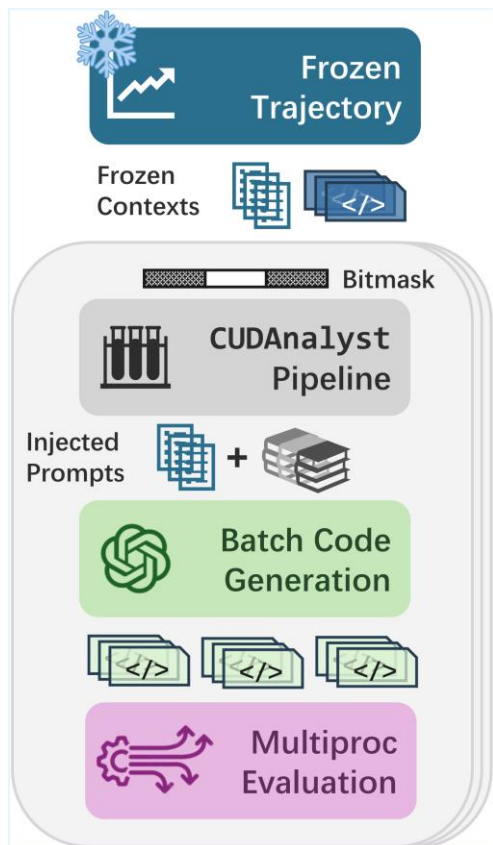 Frozen
Trajectory
Frozen
Contexts
</>
Bitmask
CUDAnalyst
Pipeline
Injected
Prompts
+
Batch Code
Generation
</>
</>
</>
Multiproc
Evaluation